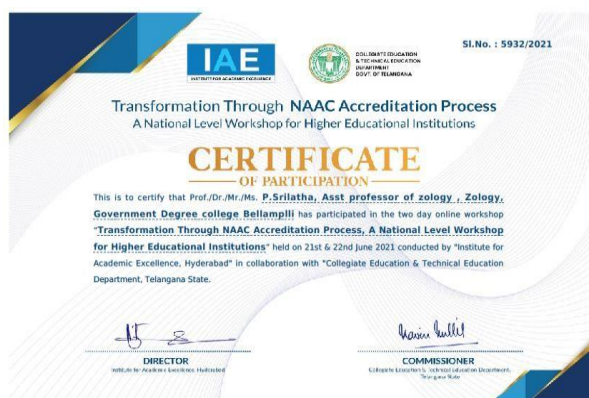 Sl.No. : 5932/2021
IAE
INSTITUTE FOR ACADEMIC EXCELLENCE
COLLEGIATE EDUCATION
& TECHNICAL EDUCATION
DEPARTMENT
GOVT. OF TELANGANA
Transformation Through NAAC Accreditation Process
A National Level Workshop for Higher Educational Institutions
CERTIFICATE
OF PARTICIPATION
This is to certify that Prof./Dr./Mr./Ms. P.Srilatha, Asst professor of zology , Zology,
Government Degree college Bellamplli has participated in the two day online workshop
"Transformation Through NAAC Accreditation Process, A National Level Workshop
for Higher Educational Institutions" held on 21st & 22nd June 2021 conducted by "Institute for
Academic Excellence, Hyderabad" in collaboration with "Collegiate Education & Technical Education
Department, Telangana State.
DIRECTOR
Institute for Academic Excellence, Hyderabad
COMMISSIONER
Collegiate Education & Technical Education Department,
Telangana State